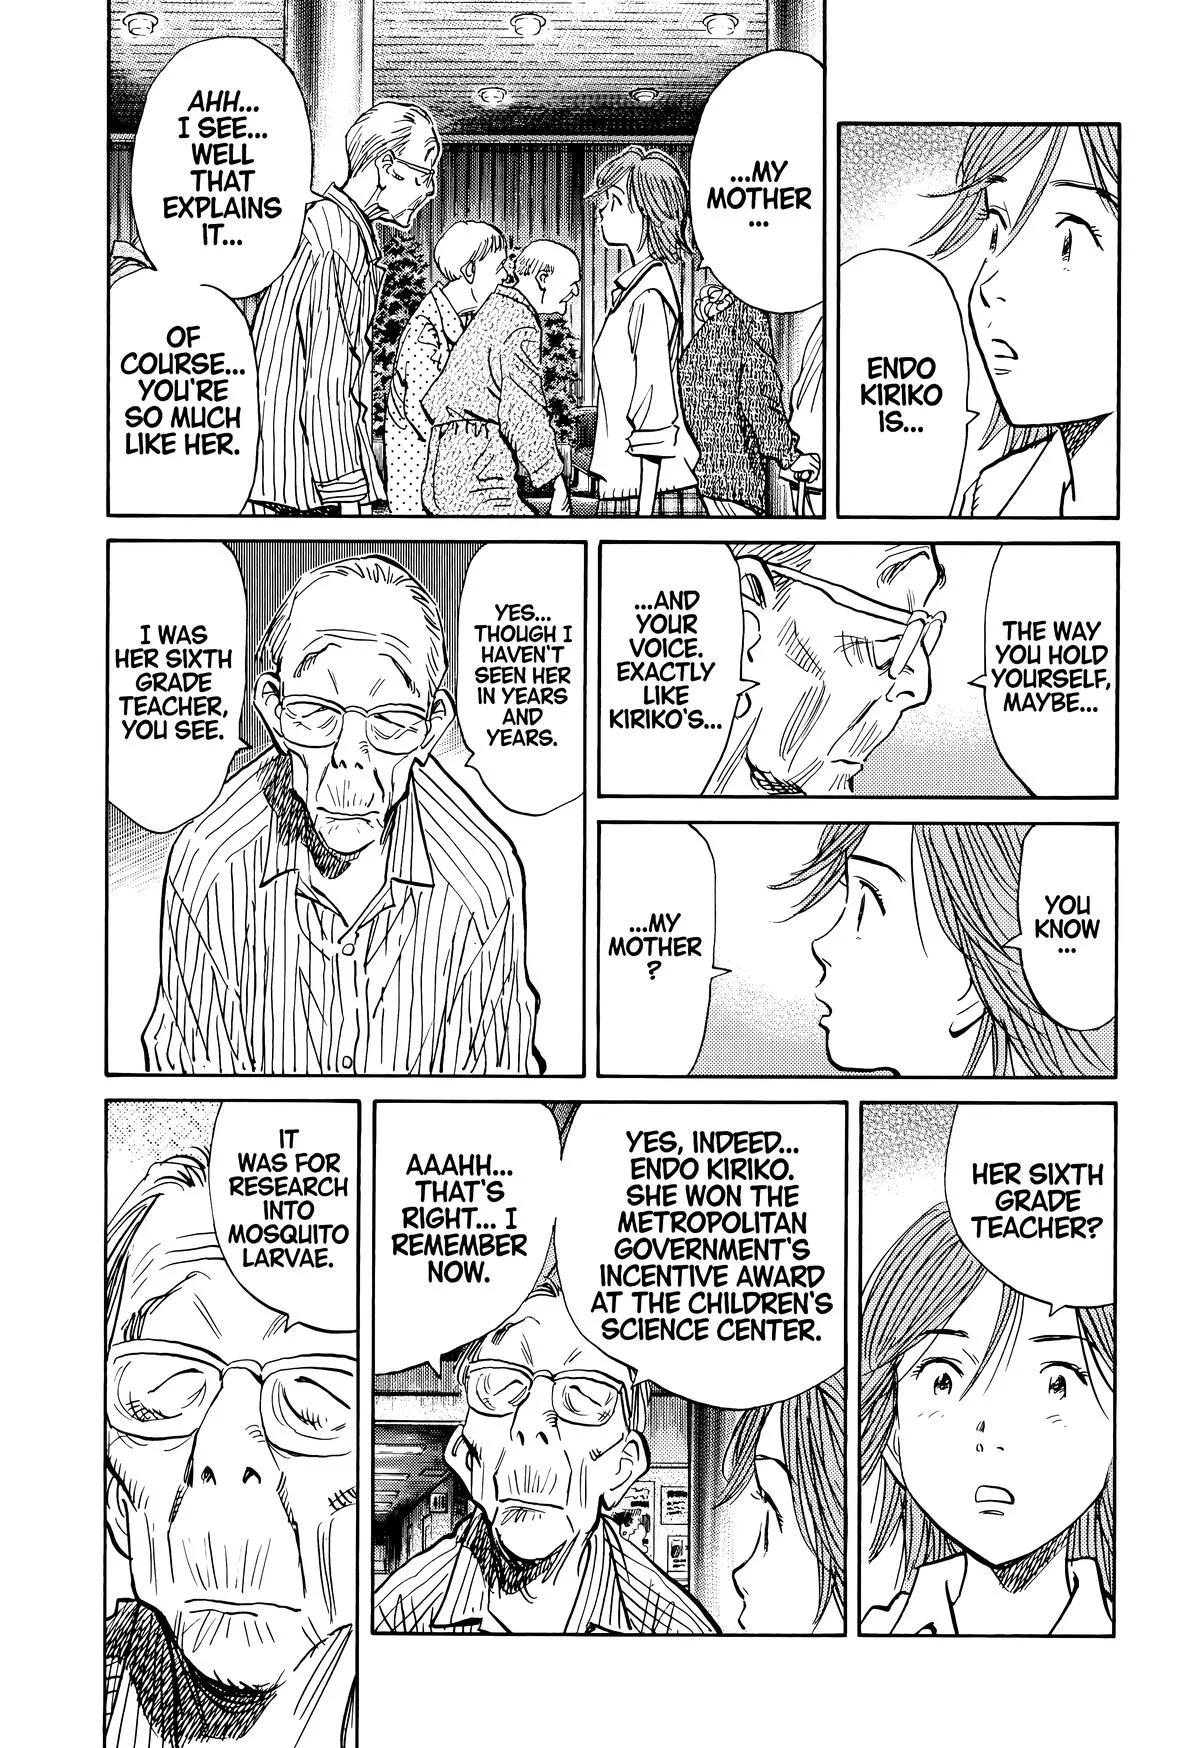 ENDO
KIRIKO
IS...
...MY
MOTHER
...
AHH...
I SEE...
WELL
THAT
EXPLAINS
IT...
OF
COURSE...
YOU'RE
SO MUCH
LIKE HER.
THE WAY
YOU HOLD
YOURSELF,
MAYBE...
...AND
YOUR
VOICE.
EXACTLY
LIKE
KIRIKO'S...
YOU
KNOW
...
...MY
MOTHER
?
YES...
THOUGH I
HAVEN'T
SEEN HER
IN YEARS
AND
YEARS.
I WAS
HER SIXTH
GRADE
TEACHER,
YOU SEE.
HER SIXTH
GRADE
TEACHER?
YES, INDEED...
ENDO KIRIKO.
SHE WON THE
METROPOLITAN
GOVERNMENT'S
INCENTIVE AWARD
AT THE CHILDREN'S
SCIENCE CENTER.
AAAHH...
THAT'S
RIGHT... I
REMEMBER
NOW.
IT
WAS FOR
RESEARCH
INTO
MOSQUITO
LARVAE.